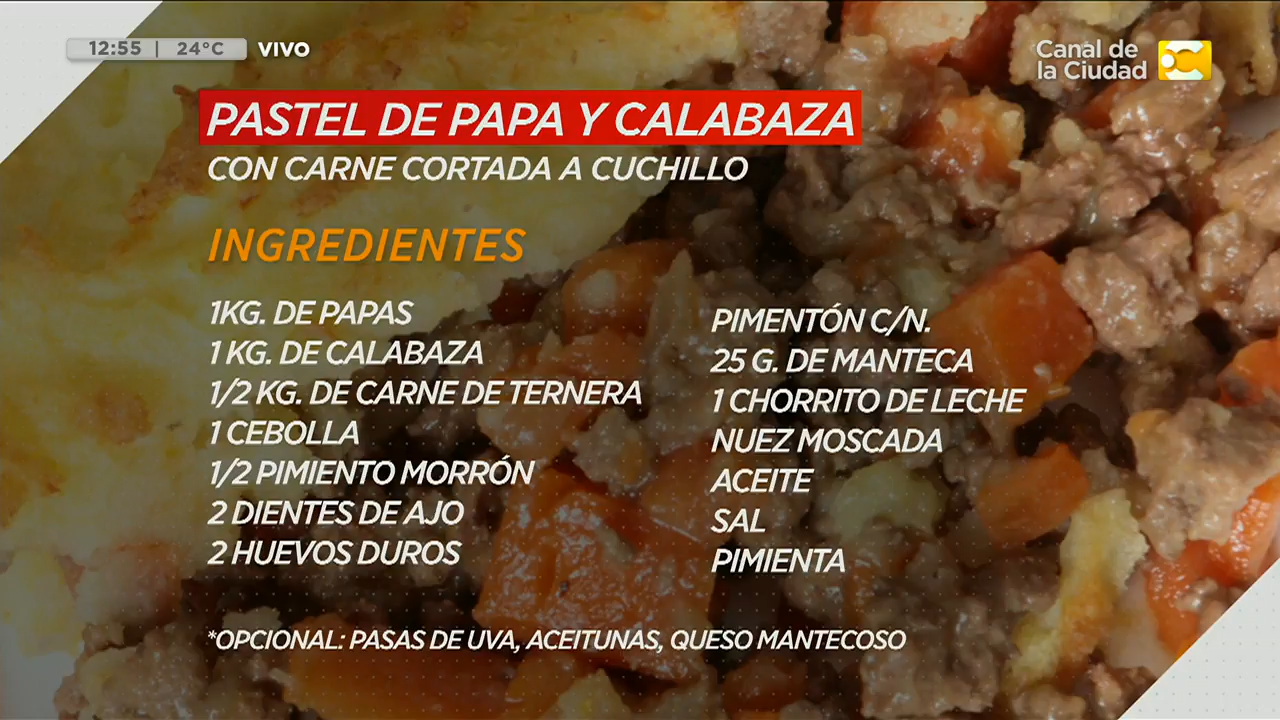 12:55 | 24°C VIVO
Canal de
la Ciudad
PASTEL DE PAPA Y CALABAZA
CON CARNE CORTADA A CUCHILLO
INGREDIENTES
1KG. DE PAPAS
1 KG. DE CALABAZA
1/2 KG. DE CARNE DE TERNERA
1 CEBOLLA
1/2 PIMIENTO MORRÓN
2 DIENTES DE AJO
2 HUEVOS DUROS
PIMENTÓN C/N.
25 G. DE MANTECA
1 CHORRITO DE LECHE
NUEZ MOSCADA
ACEITE
SAL
PIMIENTA
*OPCIONAL: PASAS DE UVA, ACEITUNAS, QUESO MANTECOSO